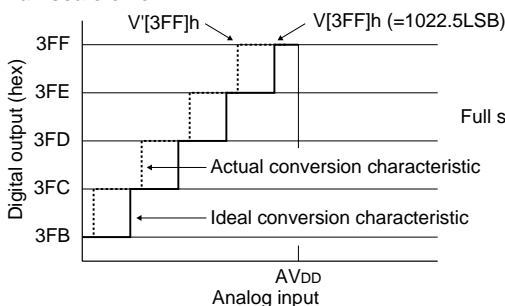 V'[3FF]h
V[3FF]h (=1022.5LSB)
3FF
3FE
3FD
3FC
3FB
Digital output (hex)
Full s
Actual conversion characteristic
Ideal conversion characteristic
AVDD
Analog input